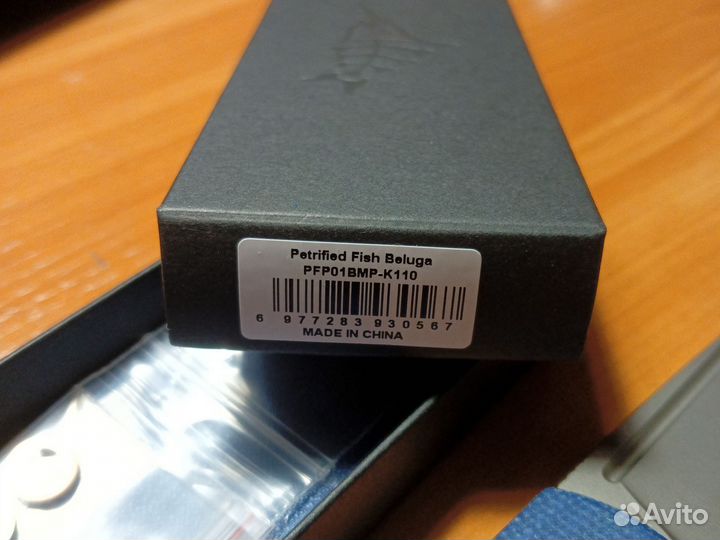 Petrified Fish Beluga
PFP01BMP-K110
6 977283 930567
MADE IN CHINA
Avito